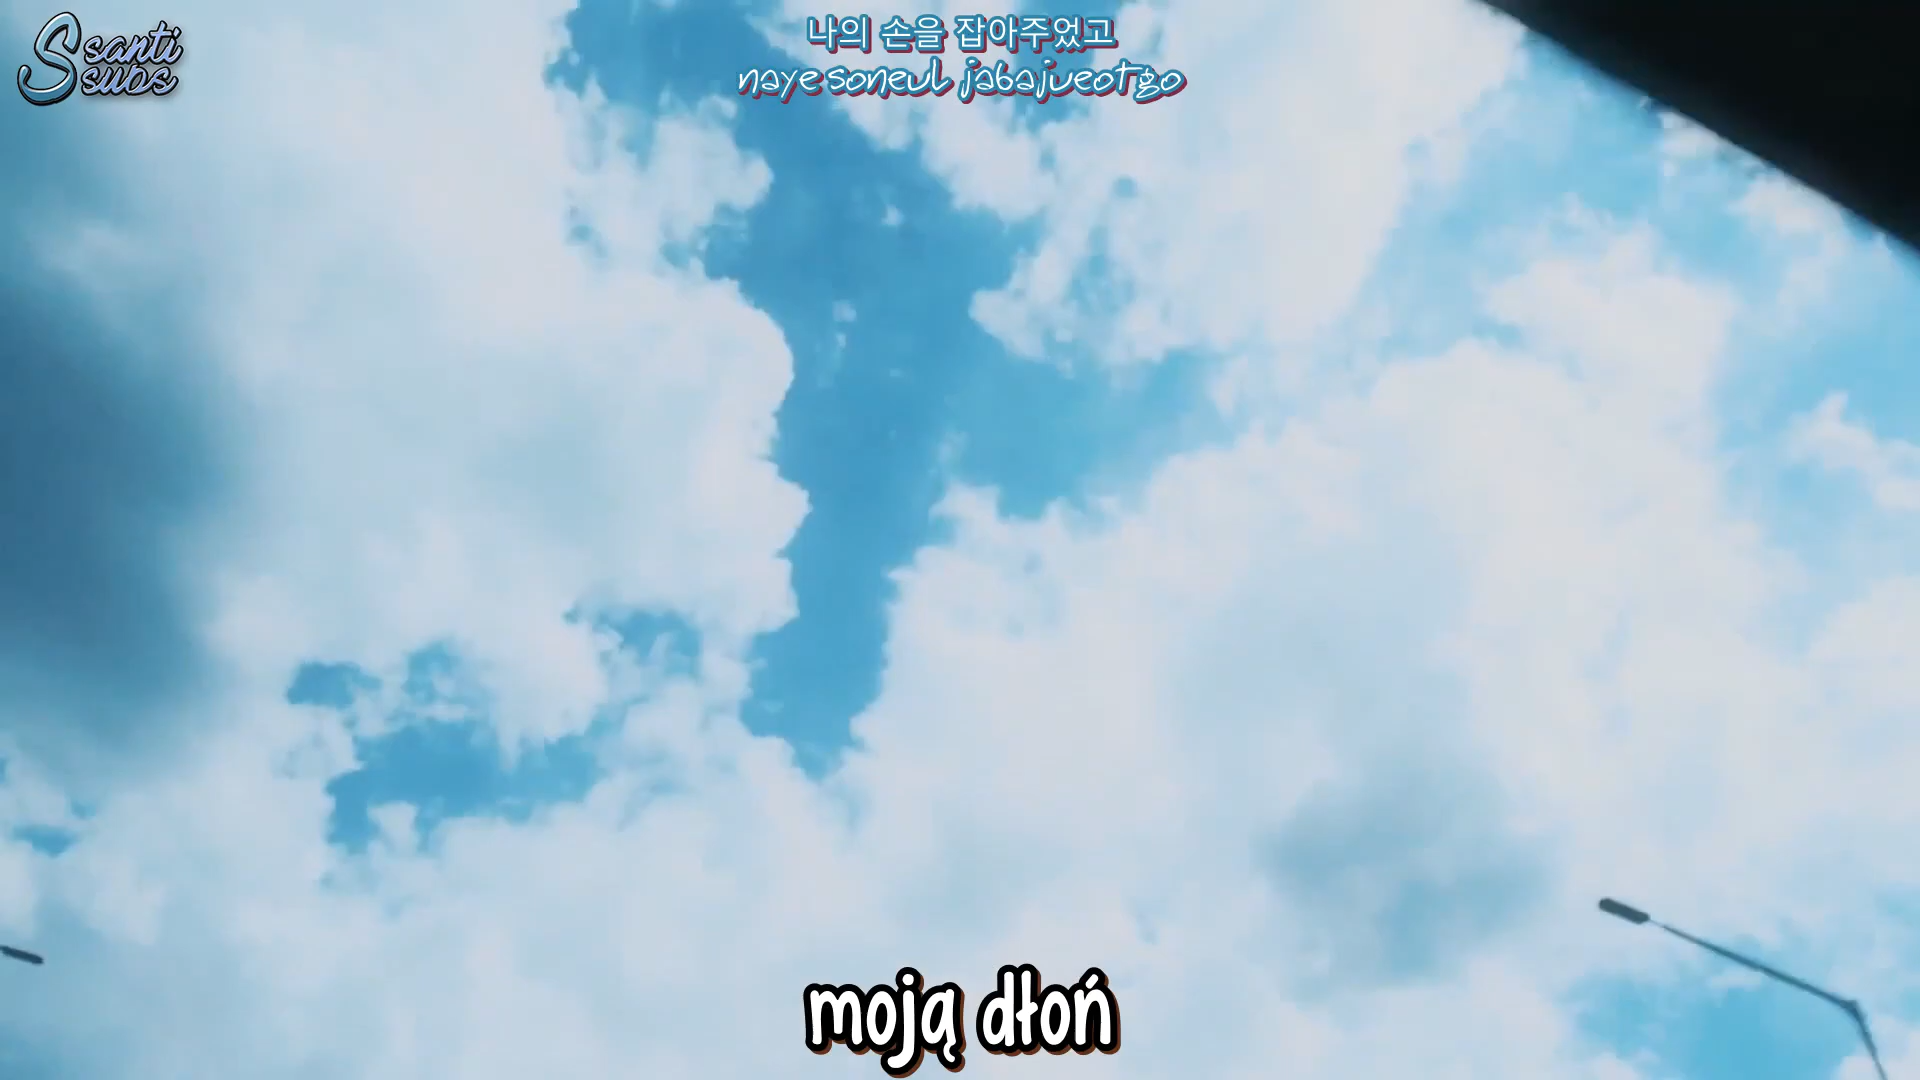 Ssanti
subs
나의 손을 잡아주었고
naye soneul jabajueotgo
moją dłoń